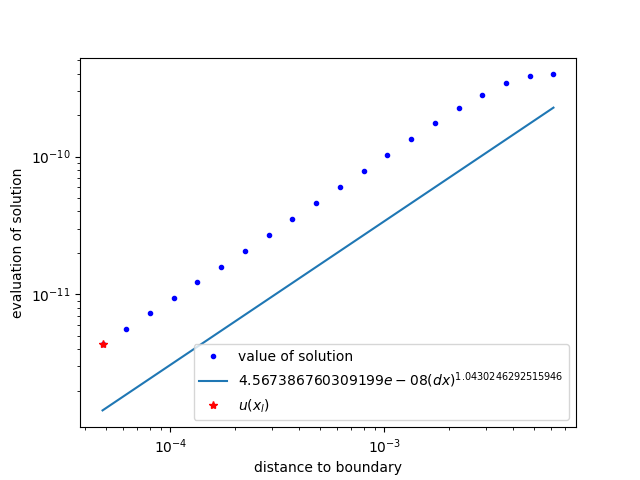 10⁻¹⁰
10⁻¹¹
evaluation of solution
value of solution
4.567386760309199e − 08(dx)^1.0430246292515946
u(x_l)
10⁻⁴
10⁻³
distance to boundary